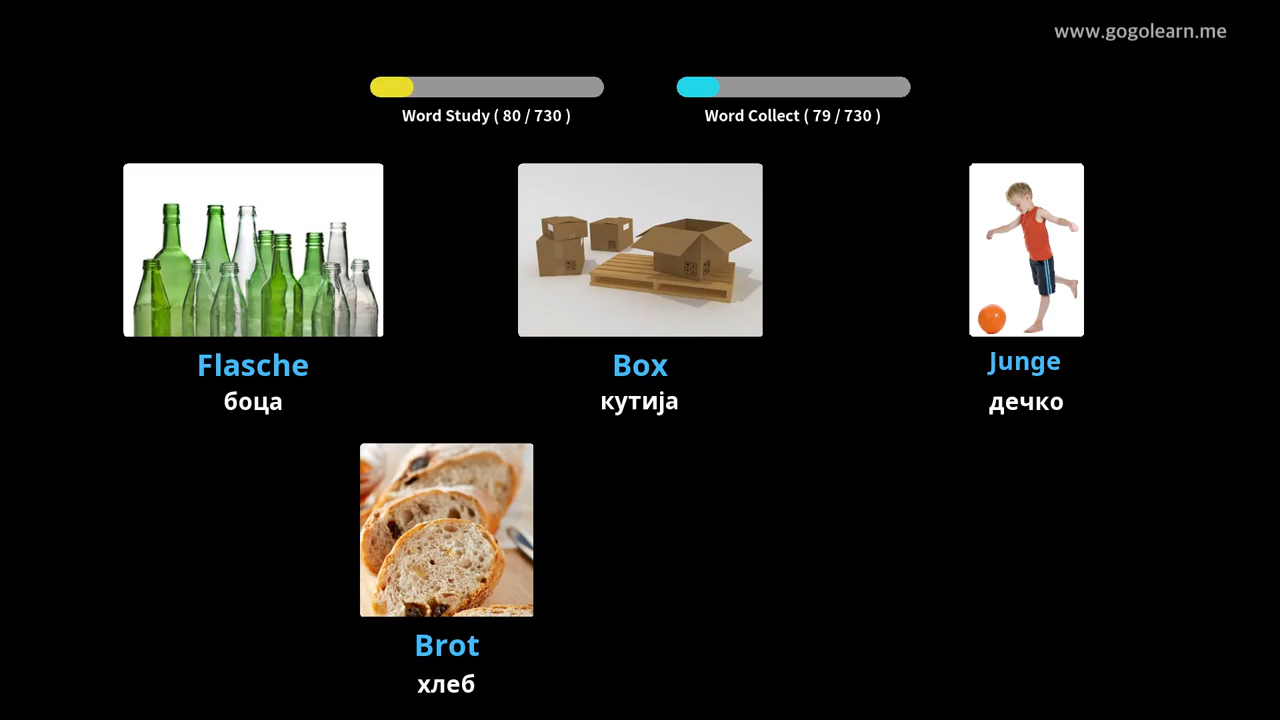 www.gogolearn.me
Word Study ( 80 / 730 )
Word Collect ( 79 / 730 )
Flasche
боца
Box
кутија
Junge
дечко
Brot
хлеб